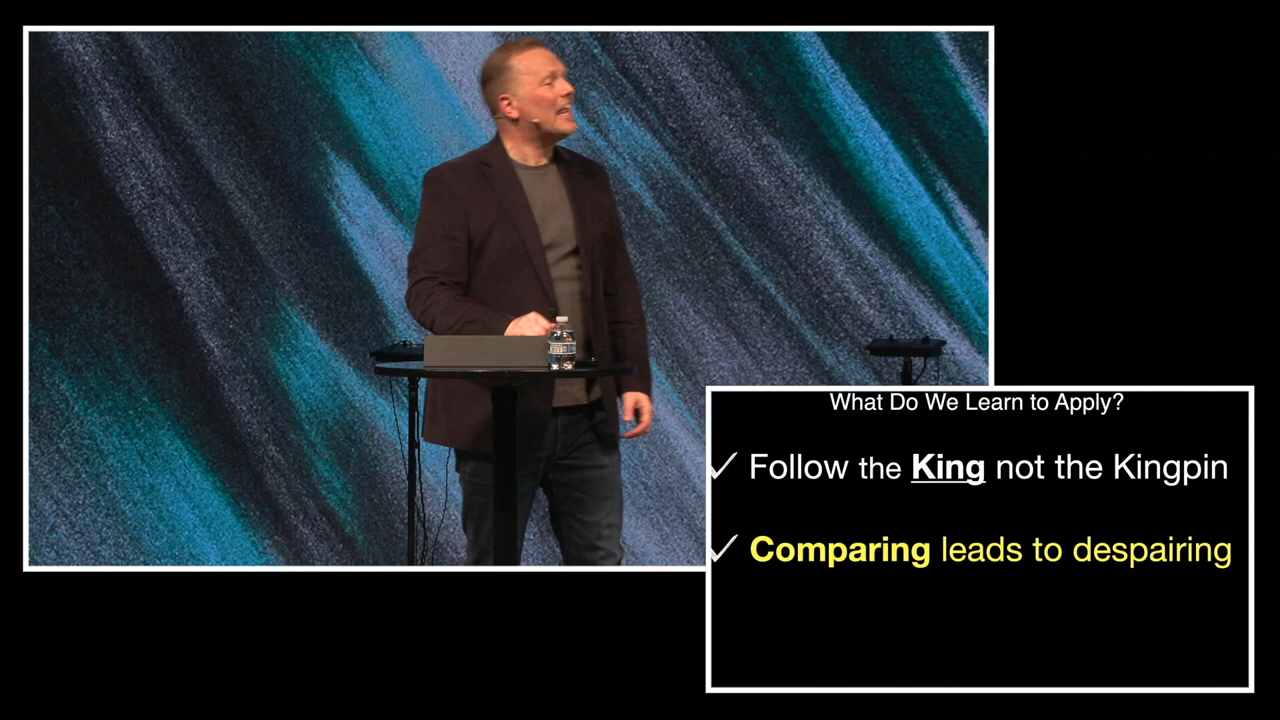 What Do We Learn to Apply?
✓ Follow the King not the Kingpin
✓ Comparing leads to despairing